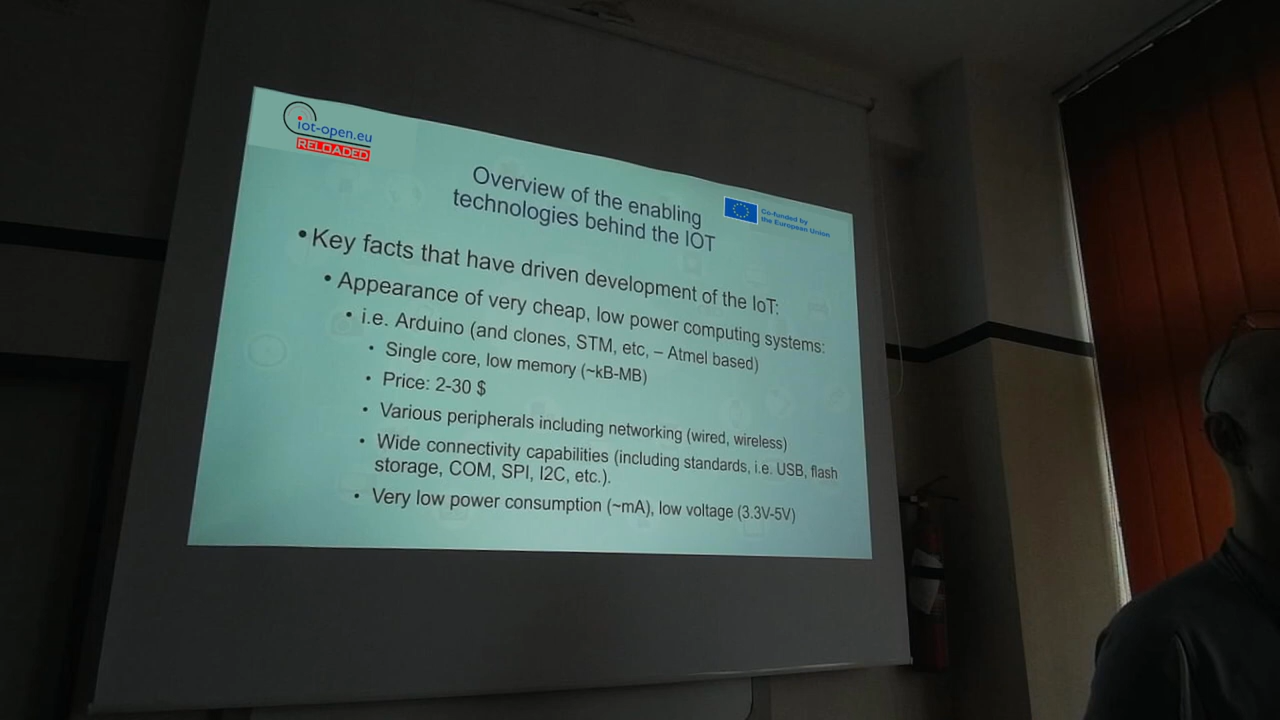 iot-open.eu
RELOADED
Overview of the enabling
technologies behind the IOT
Co-funded by
the European Union
• Key facts that have driven development of the IoT:
• Appearance of very cheap, low power computing systems:
• i.e. Arduino (and clones, STM, etc, – Atmel based)
• Single core, low memory (~kB-MB)
• Price: 2-30 $
• Various peripherals including networking (wired, wireless)
• Wide connectivity capabilities (including standards, i.e. USB, flash
storage, COM, SPI, I2C, etc.).
• Very low power consumption (~mA), low voltage (3.3V-5V)